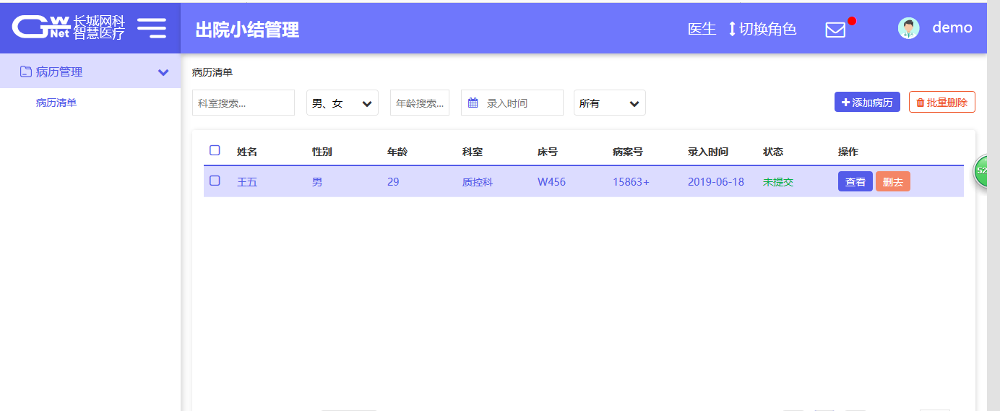 GW Net 长城网科 智慧医疗
出院小结管理 医生 切换角色 demo
病历管理
病历清单
病历清单
科室搜索... 男、女 年龄搜索... 录入时间 所有 添加病历 批量删除
姓名 性别 年龄 科室 床号 病案号 录入时间 状态 操作
王五 男 29 质控科 W456 15863+ 2019-06-18 未提交 查看 删去
52